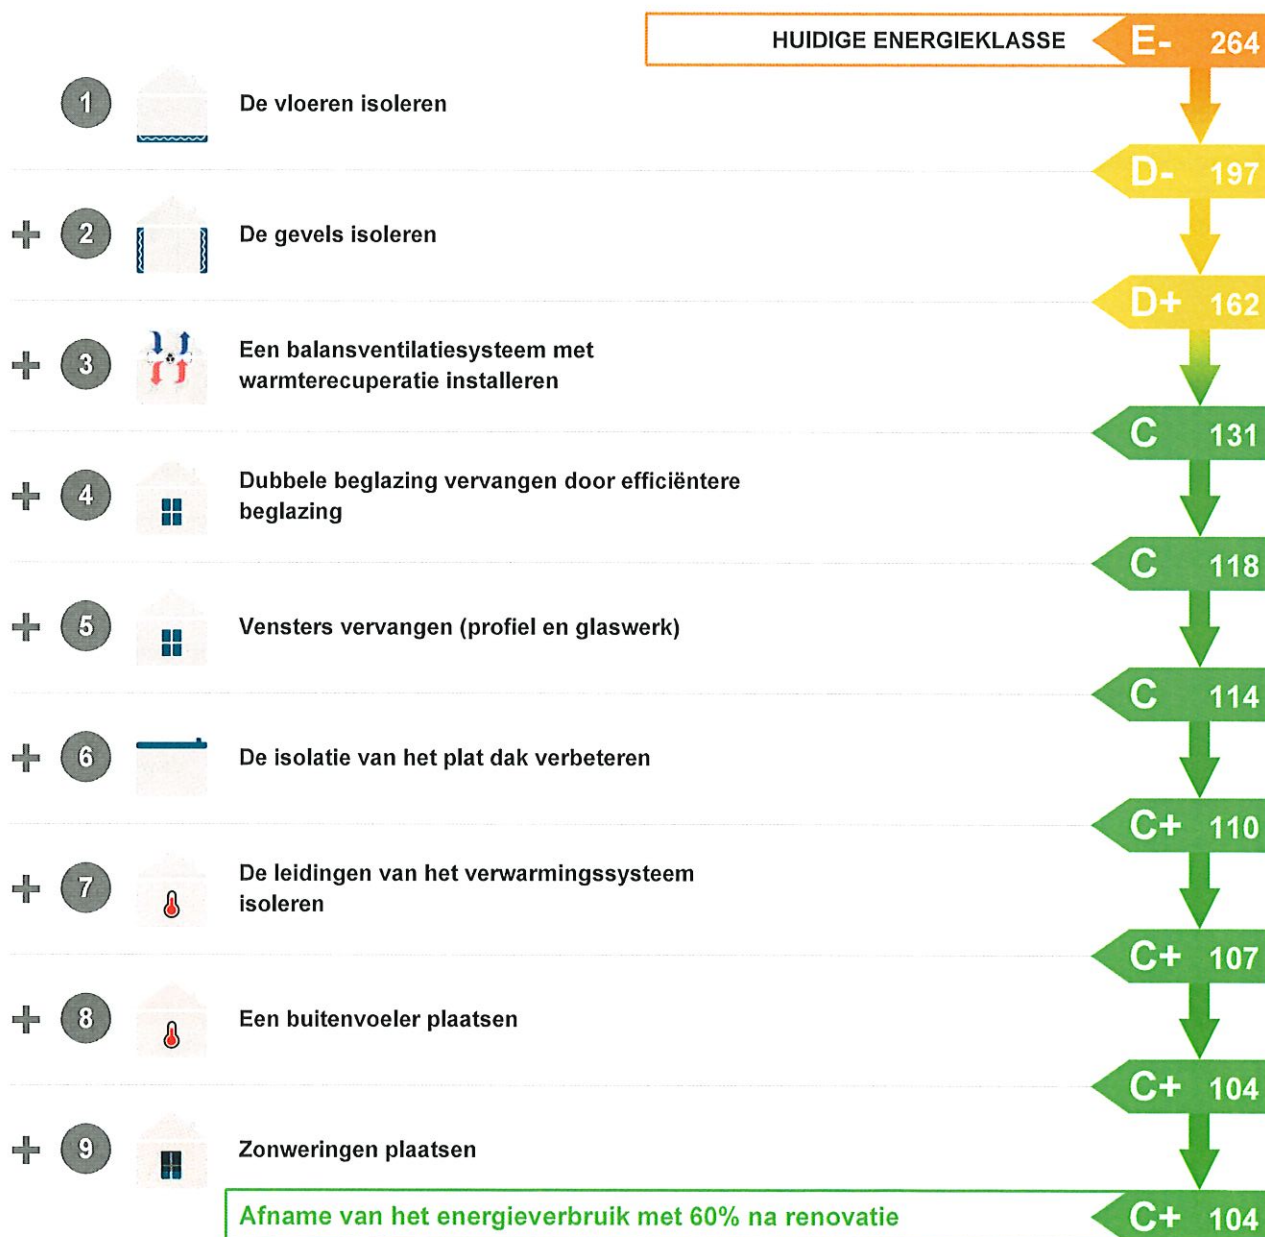 HUIDIGE ENERGIEKLASSE E- 264
1 De vloeren isoleren
D- 197
+ 2 De gevels isoleren
D+ 162
+ 3 Een balansventilatiesysteem met
warmterecuperatie installeren
C 131
+ 4 Dubbele beglazing vervangen door efficiëntere
beglazing
C 118
+ 5 Vensters vervangen (profiel en glaswerk)
C 114
+ 6 De isolatie van het plat dak verbeteren
C+ 110
+ 7 De leidingen van het verwarmingssysteem
isoleren
C+ 107
+ 8 Een buitenvoeler plaatsen
C+ 104
+ 9 Zonweringen plaatsen
Afname van het energieverbruik met 60% na renovatie C+ 104